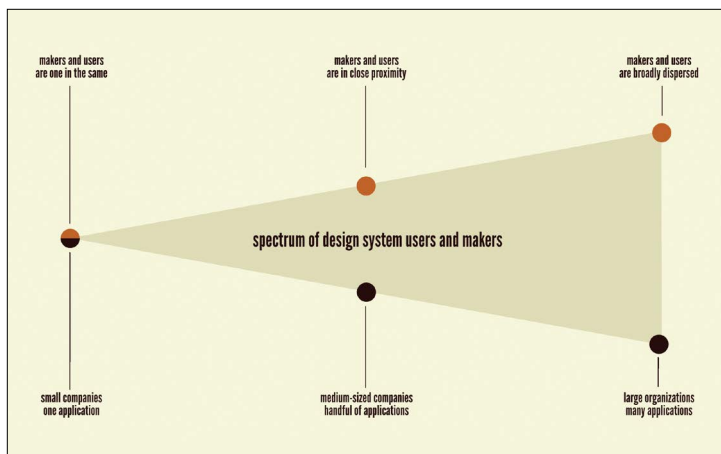 makers and users
are one in the same
makers and users
are in close proximity
makers and users
are broadly dispersed
spectrum of design system users and makers
small companies
one application
medium-sized companies
handful of applications
large organizations
many applications